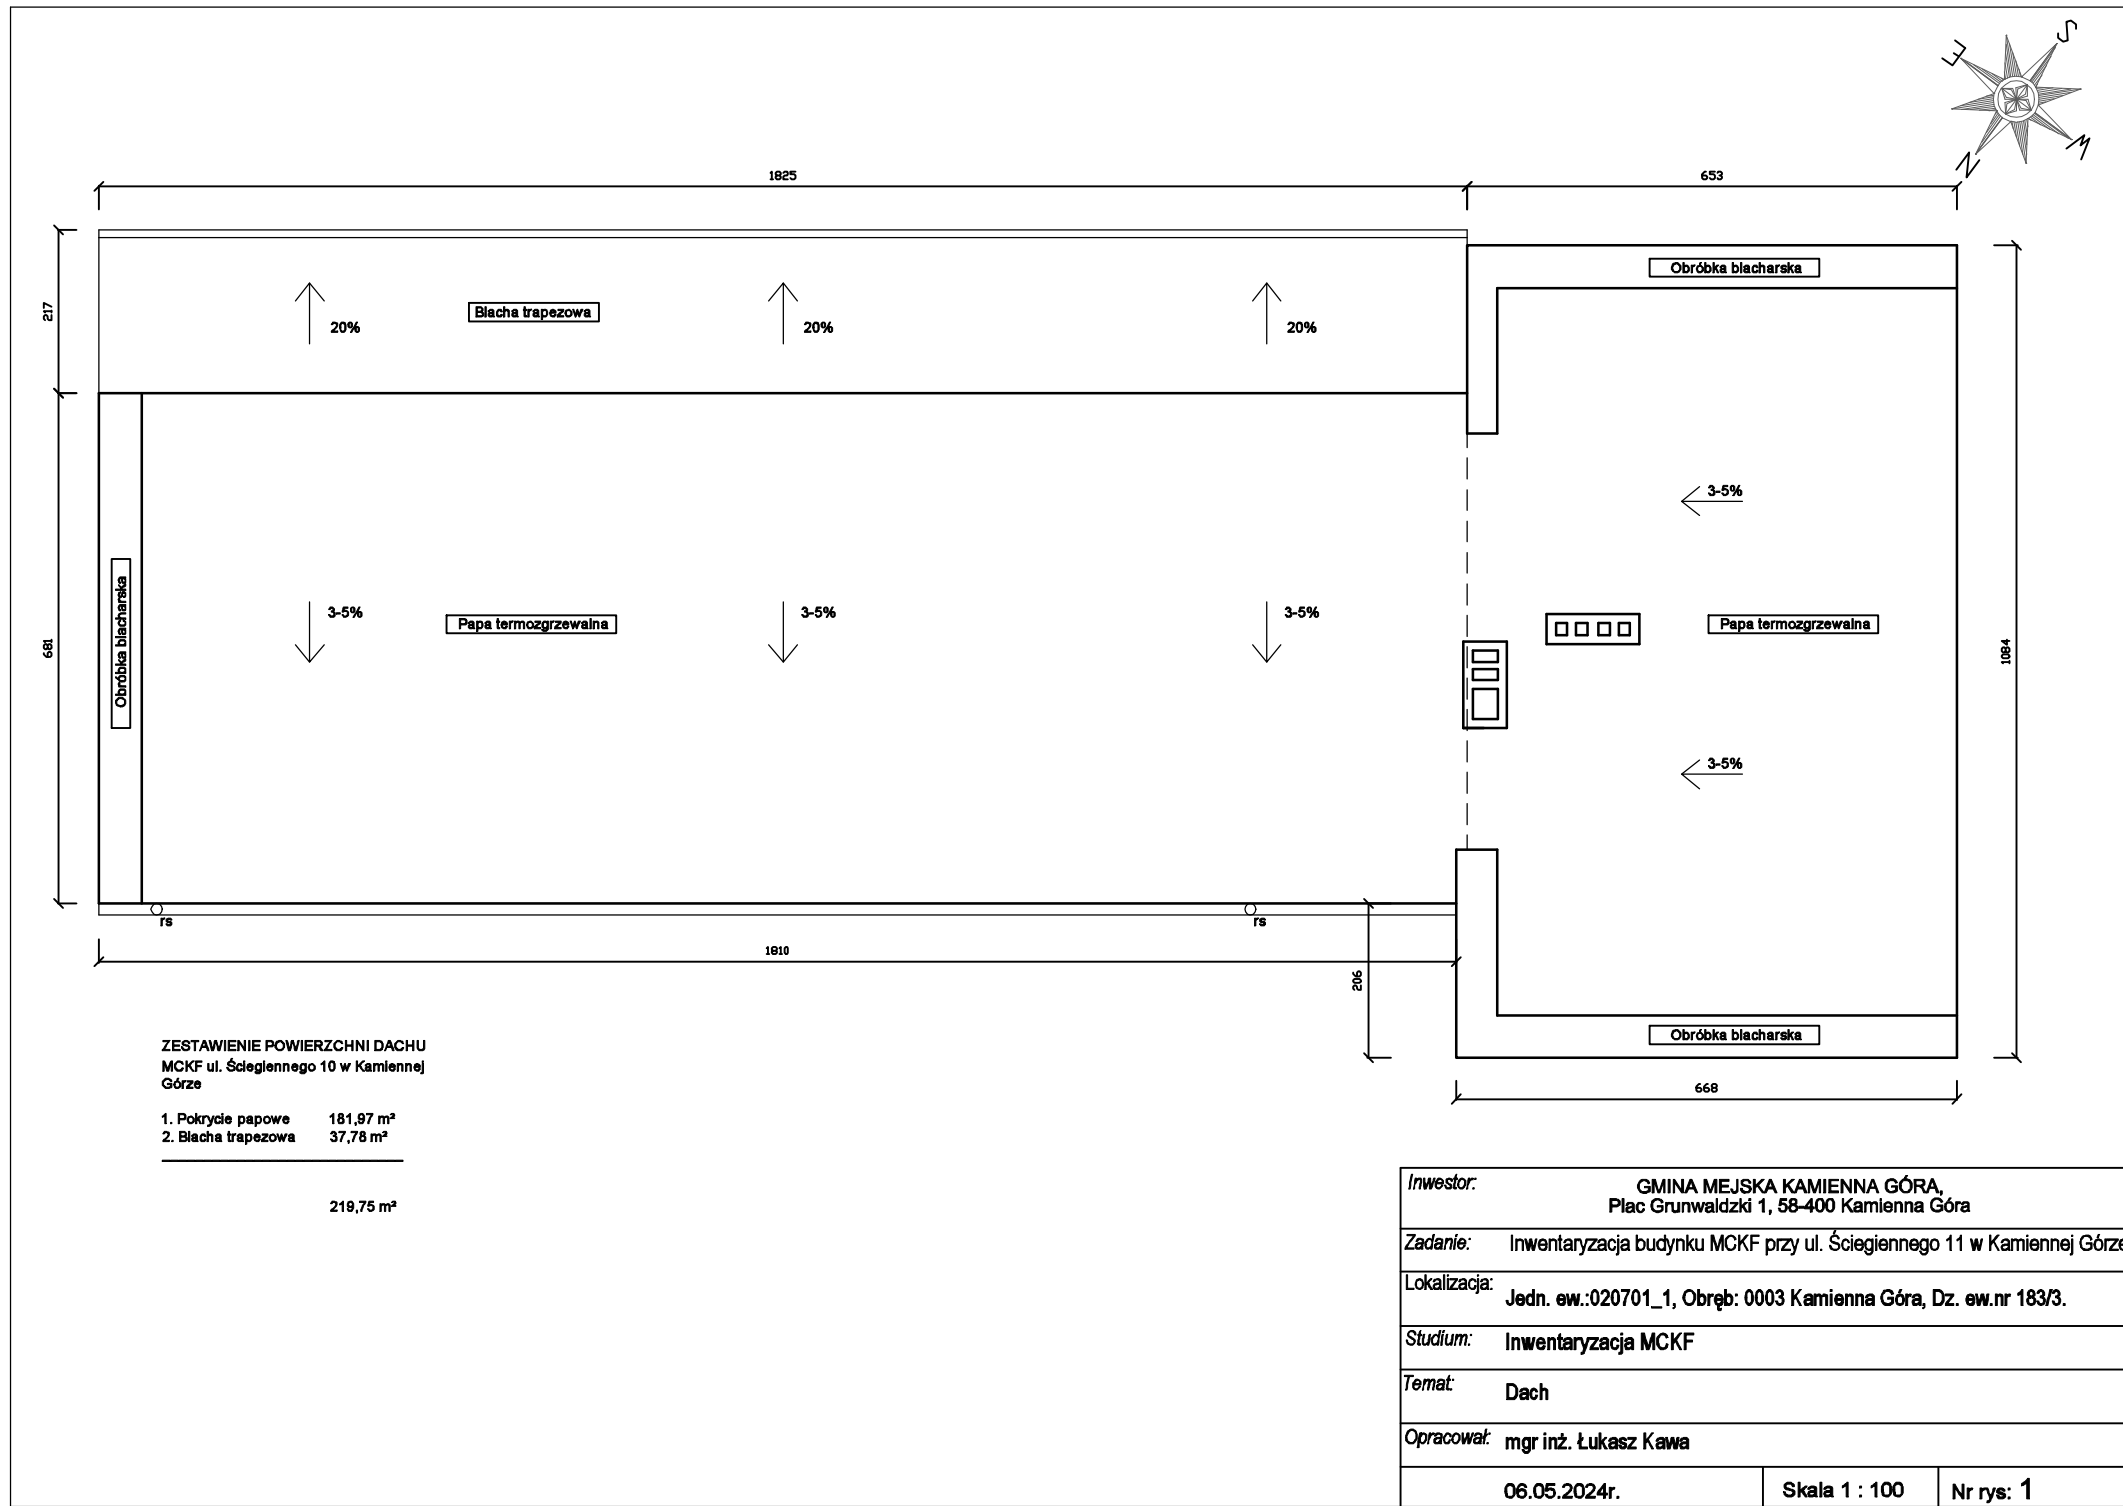 E
S
N
W
1825
653
217
20%
Blacha trapezowa
20%
20%
Obróbka blacharska
681
Obróbka blacharska
3-5%
Papa termozgrzewalna
3-5%
3-5%
3-5%
Papa termozgrzewalna
3-5%
1084
rs
rs
1810
206
Obróbka blacharska
668
ZESTAWIENIE POWIERZCHNI DACHU
MCKF ul. Ściegiennego 10 w Kamiennej
Górze
1. Pokrycie papowe 181,97 m²
2. Blacha trapezowa 37,78 m²
219,75 m²
Inwestor: GMINA MEJSKA KAMIENNA GÓRA,
Plac Grunwaldzki 1, 58-400 Kamienna Góra
Zadanie: Inwentaryzacja budynku MCKF przy ul. Ściegiennego 11 w Kamiennej Górze
Lokalizacja: Jedn. ew.:020701_1, Obręb: 0003 Kamienna Góra, Dz. ew.nr 183/3.
Studium: Inwentaryzacja MCKF
Temat: Dach
Opracował: mgr inż. Łukasz Kawa
06.05.2024r. Skala 1 : 100 Nr rys: 1